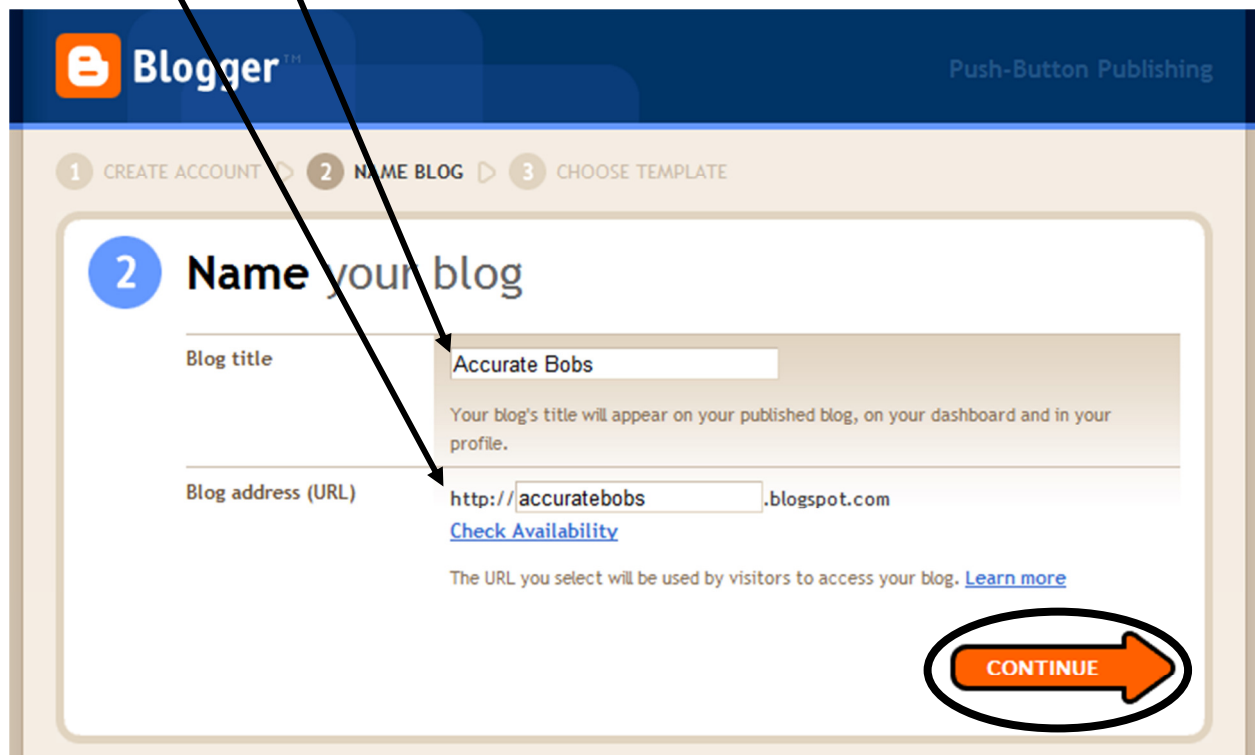 Blogger™
Push-Button Publishing
1 CREATE ACCOUNT 2 NAME BLOG 3 CHOOSE TEMPLATE
2 Name your blog
Blog title
Accurate Bobs
Your blog's title will appear on your published blog, on your dashboard and in your
profile.
Blog address (URL)
http:// accuratebobs .blogspot.com
Check Availability
The URL you select will be used by visitors to access your blog. Learn more
CONTINUE